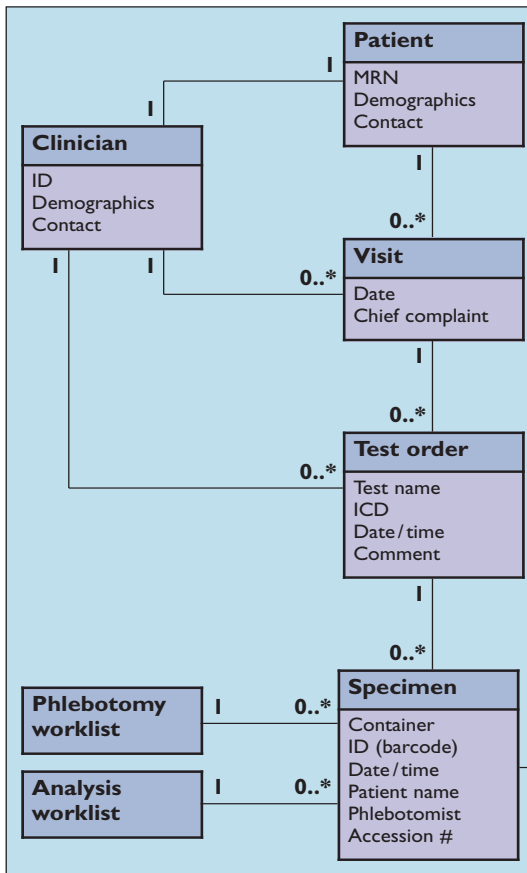 Patient
MRN
Demographics
Contact
1
1
Clinician
ID
Demographics
Contact
1
0..*
1
1
0..*
Visit
Date
Chief complaint
1
0..*
0..*
Test order
Test name
ICD
Date/time
Comment
1
0..*
Specimen
Container
ID (barcode)
Date/time
Patient name
Phlebotomist
Accession #
Phlebotomy
worklist
1
0..*
Analysis
worklist
1
0..*